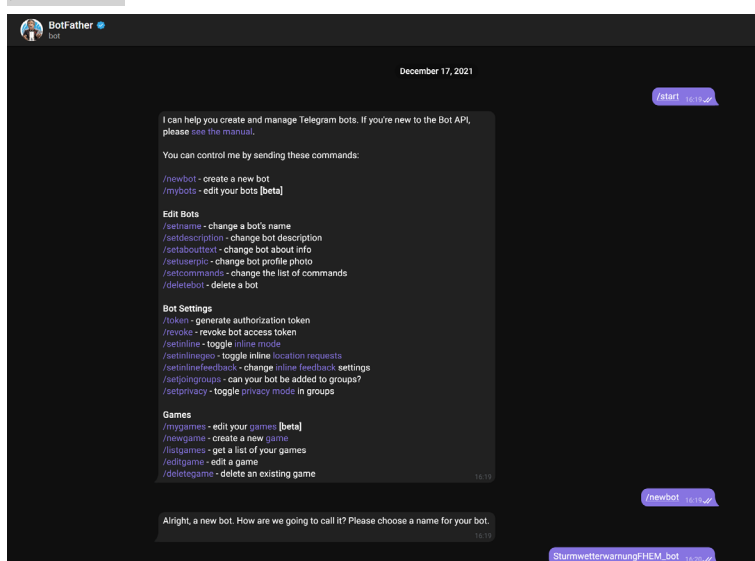 BotFather
bot
December 17, 2021
/start 16:19
I can help you create and manage Telegram bots. If you're new to the Bot API,
please see the manual.
You can control me by sending these commands:
/newbot - create a new bot
/mybots - edit your bots [beta]
Edit Bots
/setname - change a bot's name
/setdescription - change bot description
/setabouttext - change bot about info
/setuserpic - change bot profile photo
/setcommands - change the list of commands
/deletebot - delete a bot
Bot Settings
/token - generate authorization token
/revoke - revoke bot access token
/setinline - toggle inline mode
/setinlinegeo - toggle inline location requests
/setinlinefeedback - change inline feedback settings
/setjoingroups - can your bot be added to groups?
/setprivacy - toggle privacy mode in groups
Games
/mygames - edit your games [beta]
/newgame - create a new game
/listgames - get a list of your games
/editgame - edit a game
/deletegame - delete an existing game
16:19
/newbot 16:19
Alright, a new bot. How are we going to call it? Please choose a name for your bot.
16:19
SturmwetterwarnungFHEM_bot